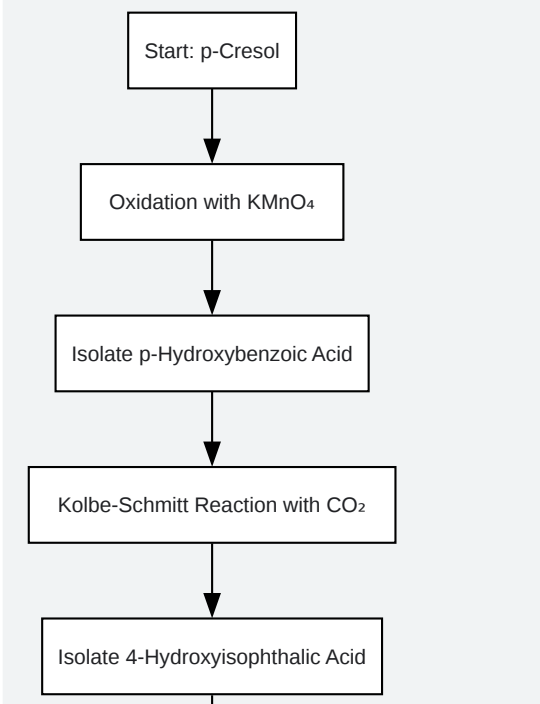 Start: p-Cresol
Oxidation with KMnO₄
Isolate p-Hydroxybenzoic Acid
Kolbe-Schmitt Reaction with CO₂
Isolate 4-Hydroxyisophthalic Acid